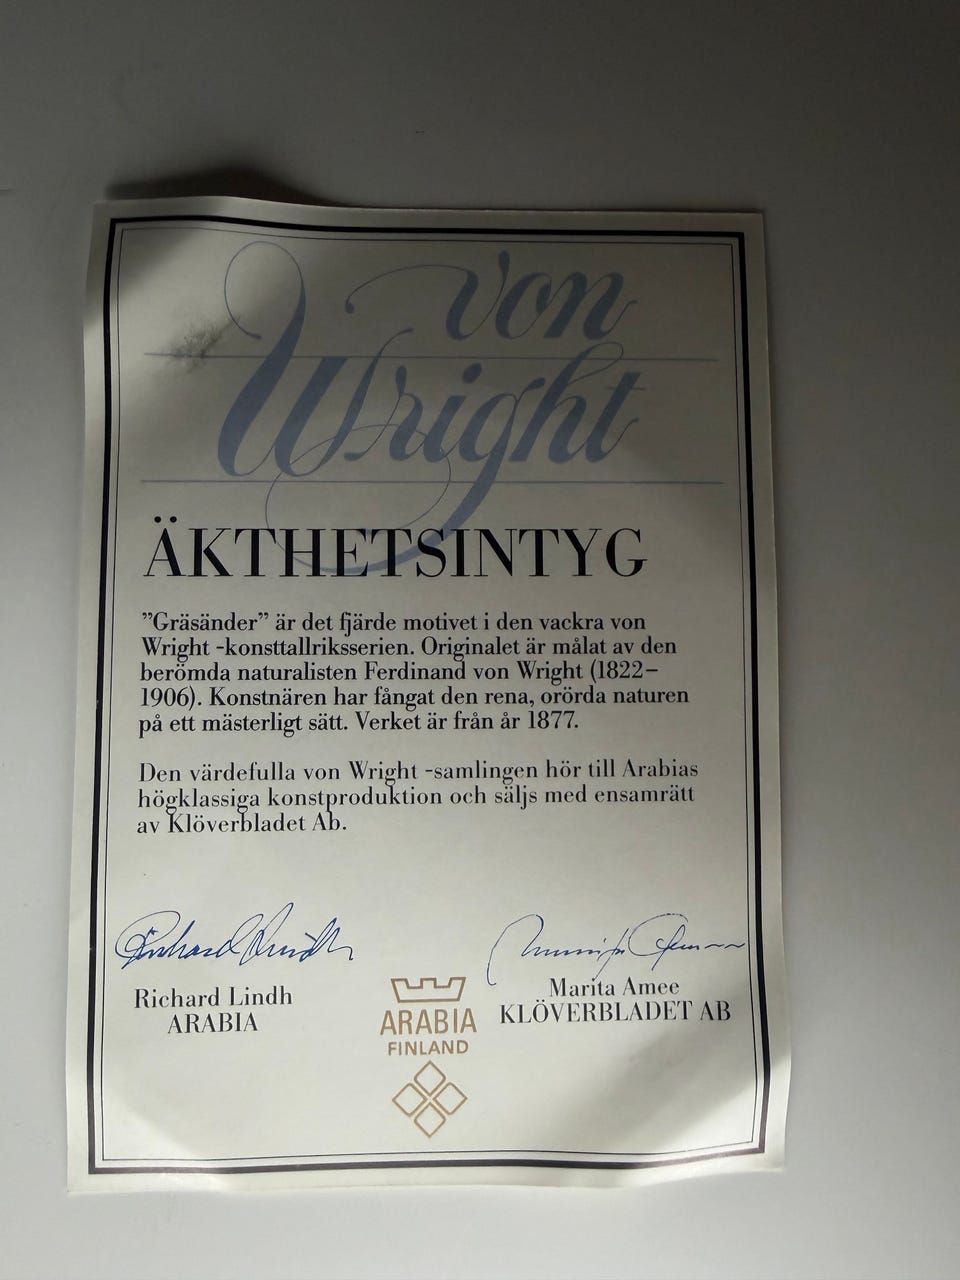 von
Wright
ÄKTHETSINTYG
”Gräsänder” är det fjärde motivet i den vackra von
Wright -konsttallriksserien. Originalet är målat av den
berömda naturalisten Ferdinand von Wright (1822–
1906). Konstnären har fångat den rena, orörda naturen
på ett mästerligt sätt. Verket är från år 1877.
Den värdefulla von Wright -samlingen hör till Arabias
högklassiga konstproduktion och säljs med ensamrätt
av Klöverbladet Ab.
Richard Lindh
ARABIA
Marita Amee
KLÖVERBLADET AB
ARABIA
FINLAND